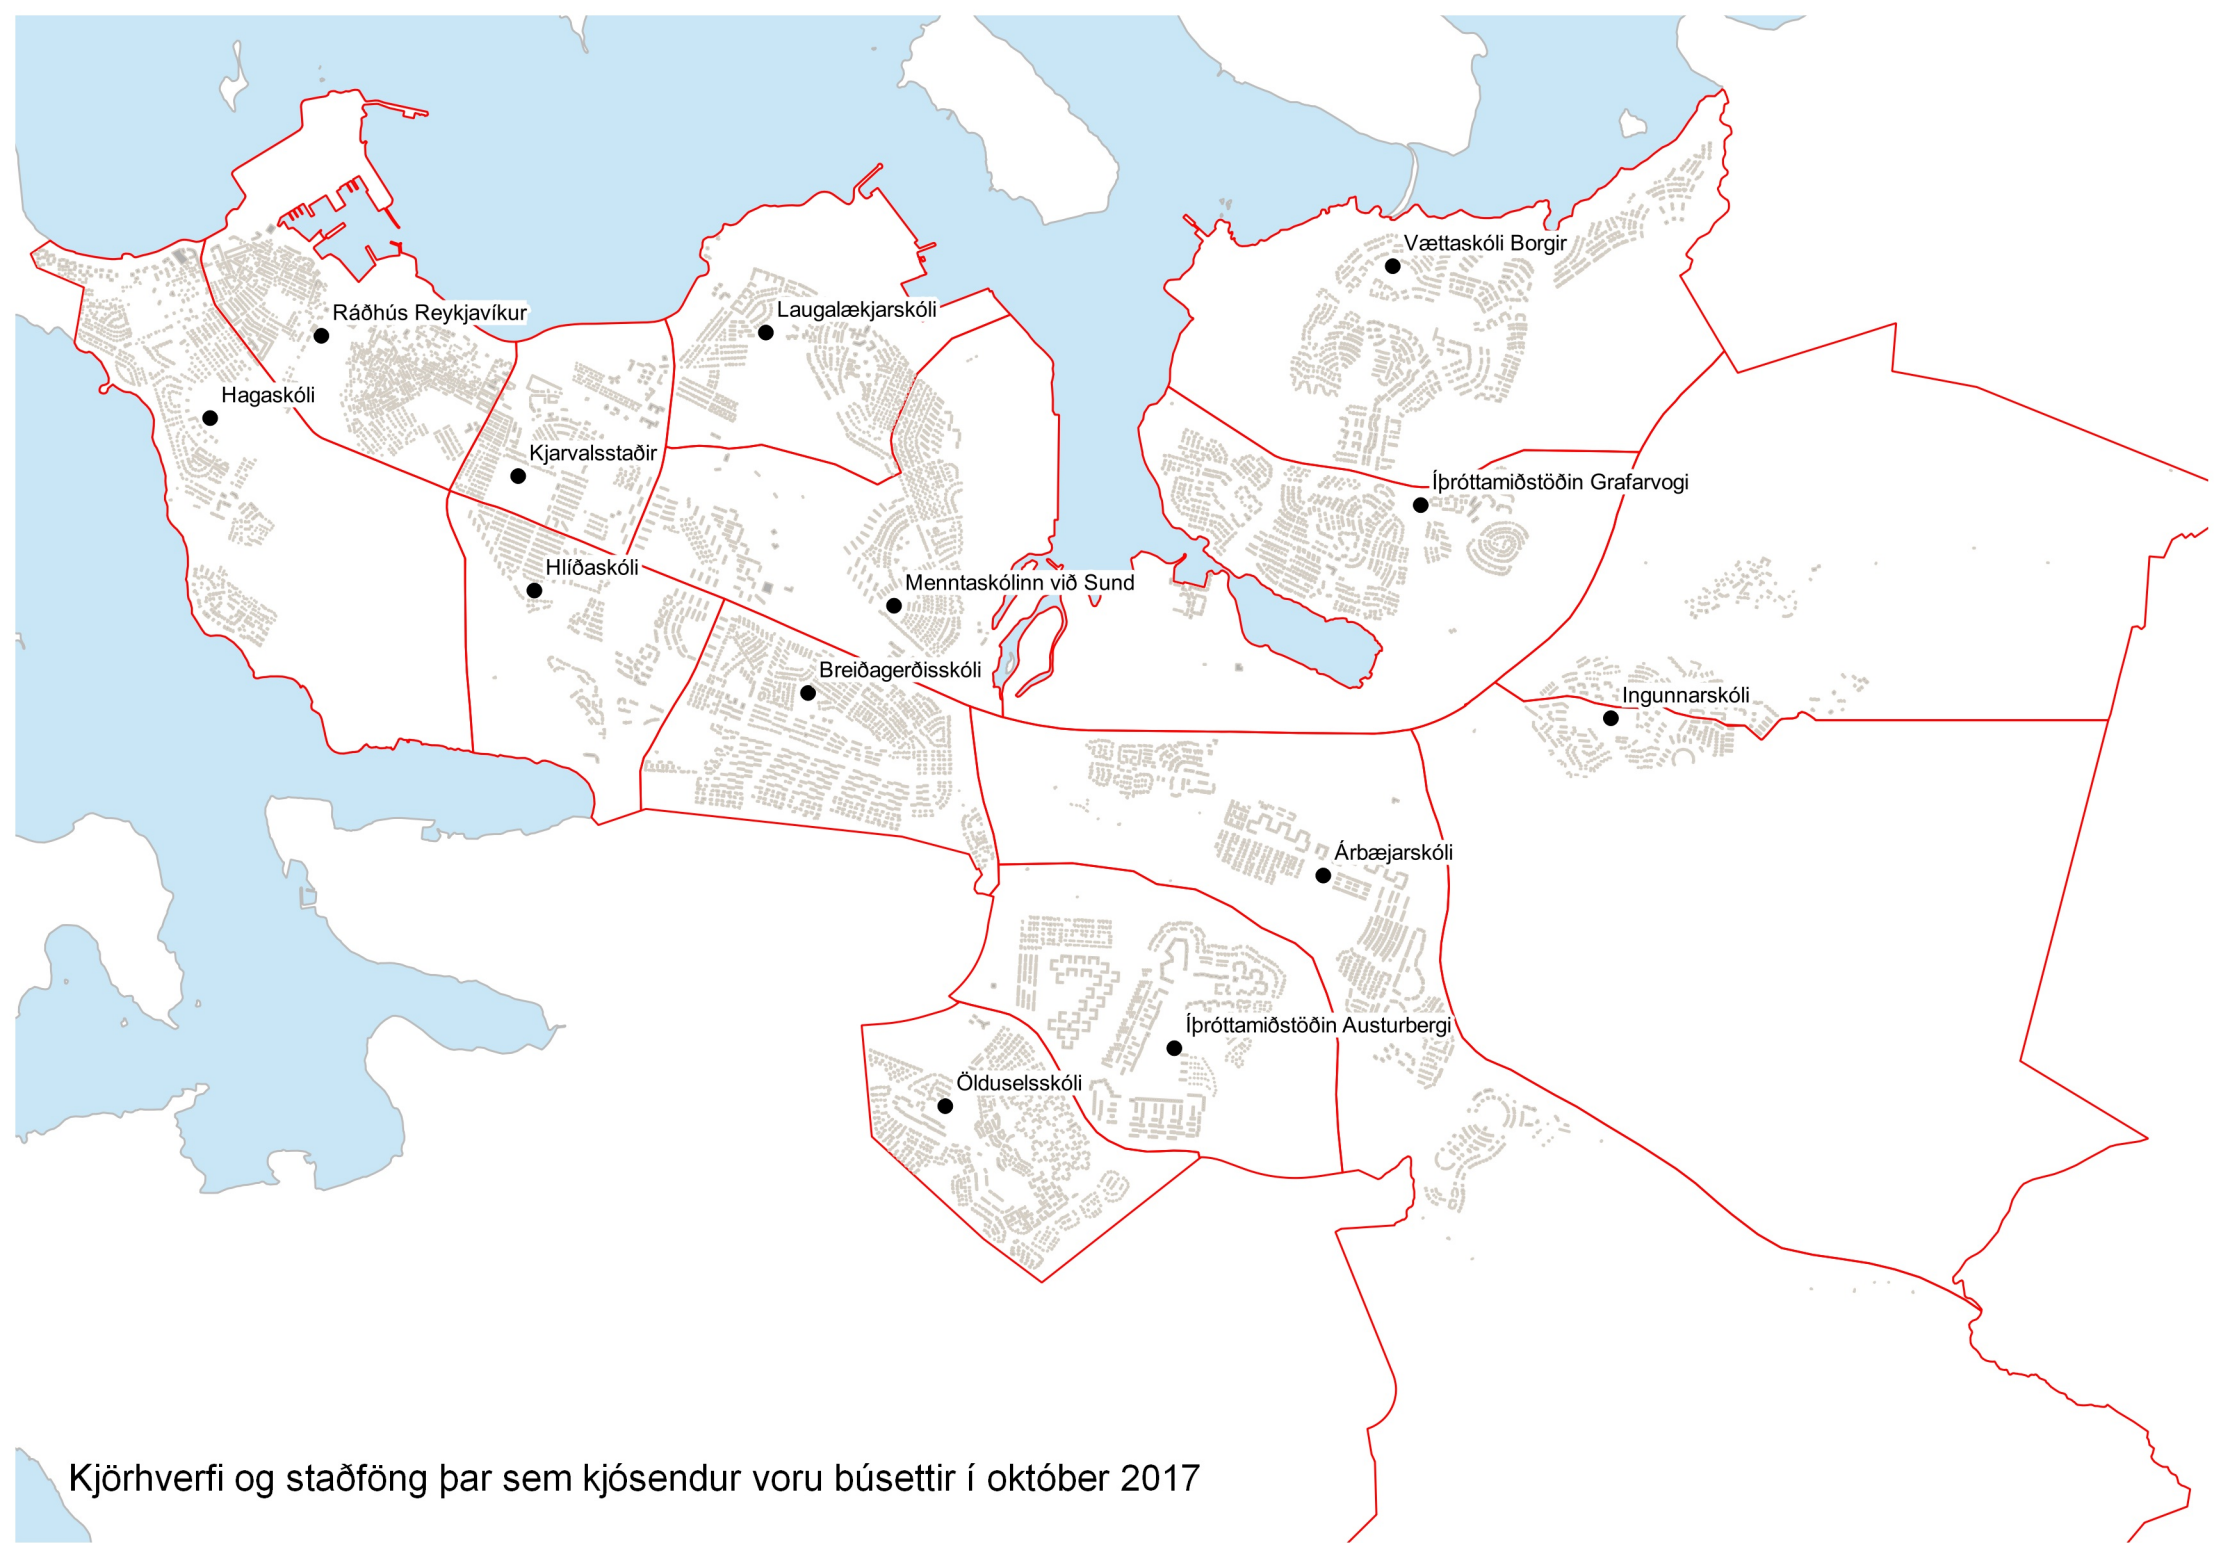 Vættaskóli Borgir
Ráðhús Reykjavíkur
Laugalækjarskóli
Hagaskóli
Kjarvalsstaðir
Íþróttamiðstöðin Grafarvogi
Hlíðaskóli
Menntaskólinn við Sund
Breiðagerðisskóli
Ingunnarskóli
Árbæjarskóli
Íþróttamiðstöðin Austurbergi
Ölduselsskóli
Kjörhverfi og staðföng þar sem kjósendur voru búsettir í október 2017